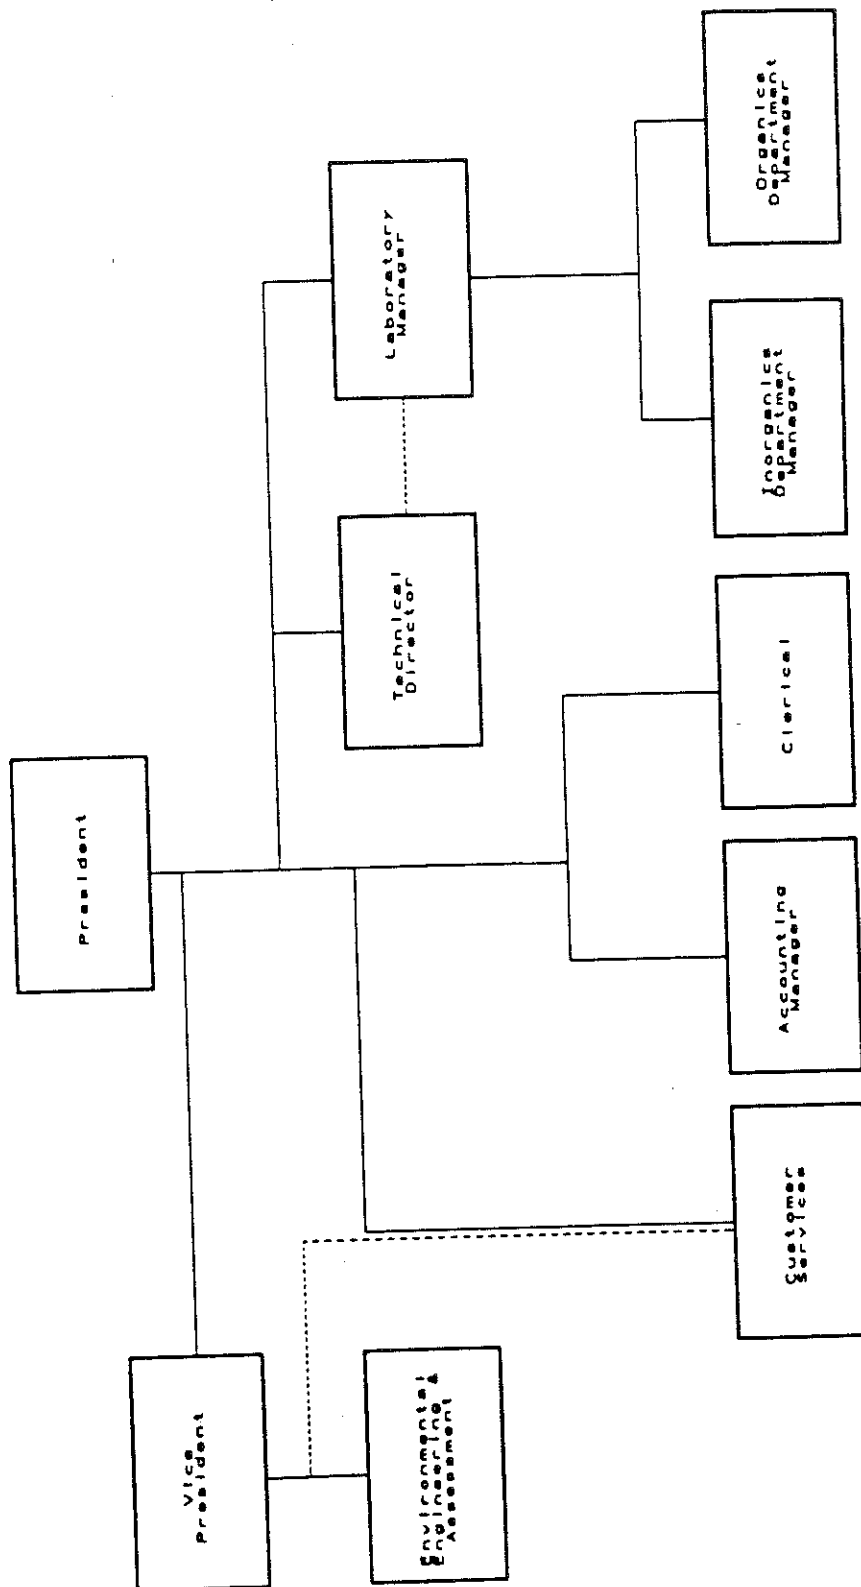 President
Vice
President
Environmental
Engineering &
Assessment
Technical
Director
Laboratory
Manager
Customer
Services
Accounting
Manager
Clerical
Inorganics
Department
Manager
Organics
Department
Manager